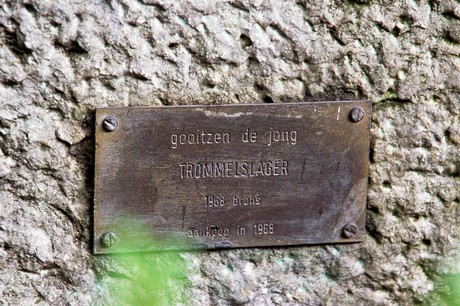 gooitzen de jong
TROMMELSLAGER
1968 brons
aankoop in 1968